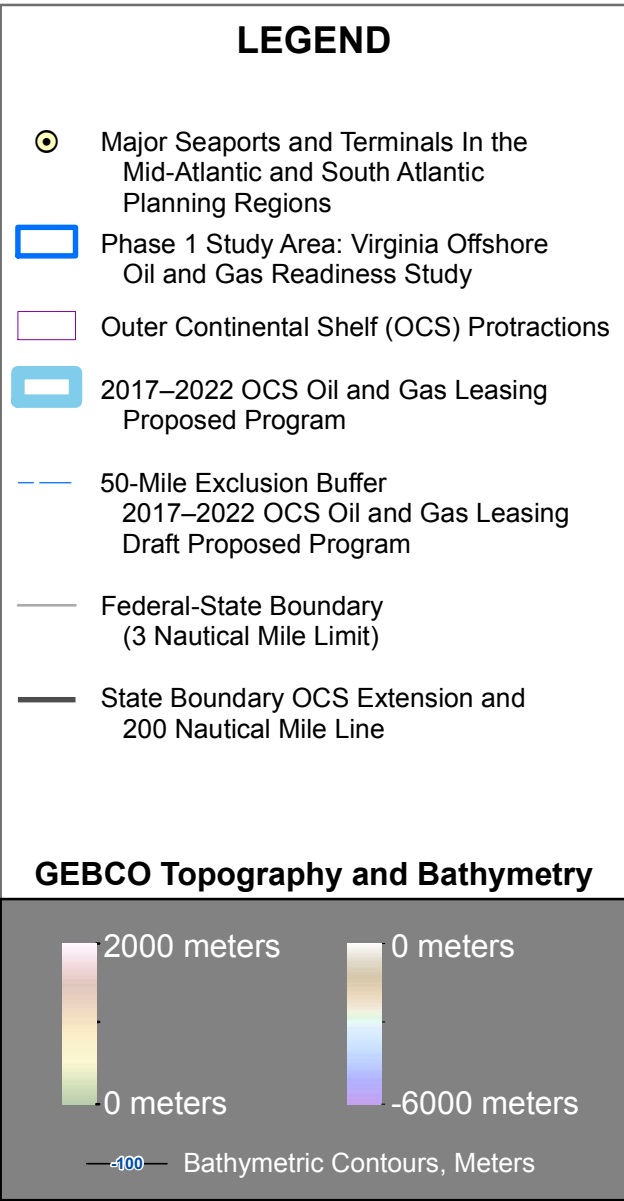 LEGEND
Major Seaports and Terminals In the
Mid-Atlantic and South Atlantic
Planning Regions
Phase 1 Study Area: Virginia Offshore
Oil and Gas Readiness Study
Outer Continental Shelf (OCS) Protractions
2017–2022 OCS Oil and Gas Leasing
Proposed Program
50-Mile Exclusion Buffer
2017–2022 OCS Oil and Gas Leasing
Draft Proposed Program
Federal-State Boundary
(3 Nautical Mile Limit)
State Boundary OCS Extension and
200 Nautical Mile Line
GEBCO Topography and Bathymetry
2000 meters
0 meters
0 meters
-6000 meters
-100 Bathymetric Contours, Meters